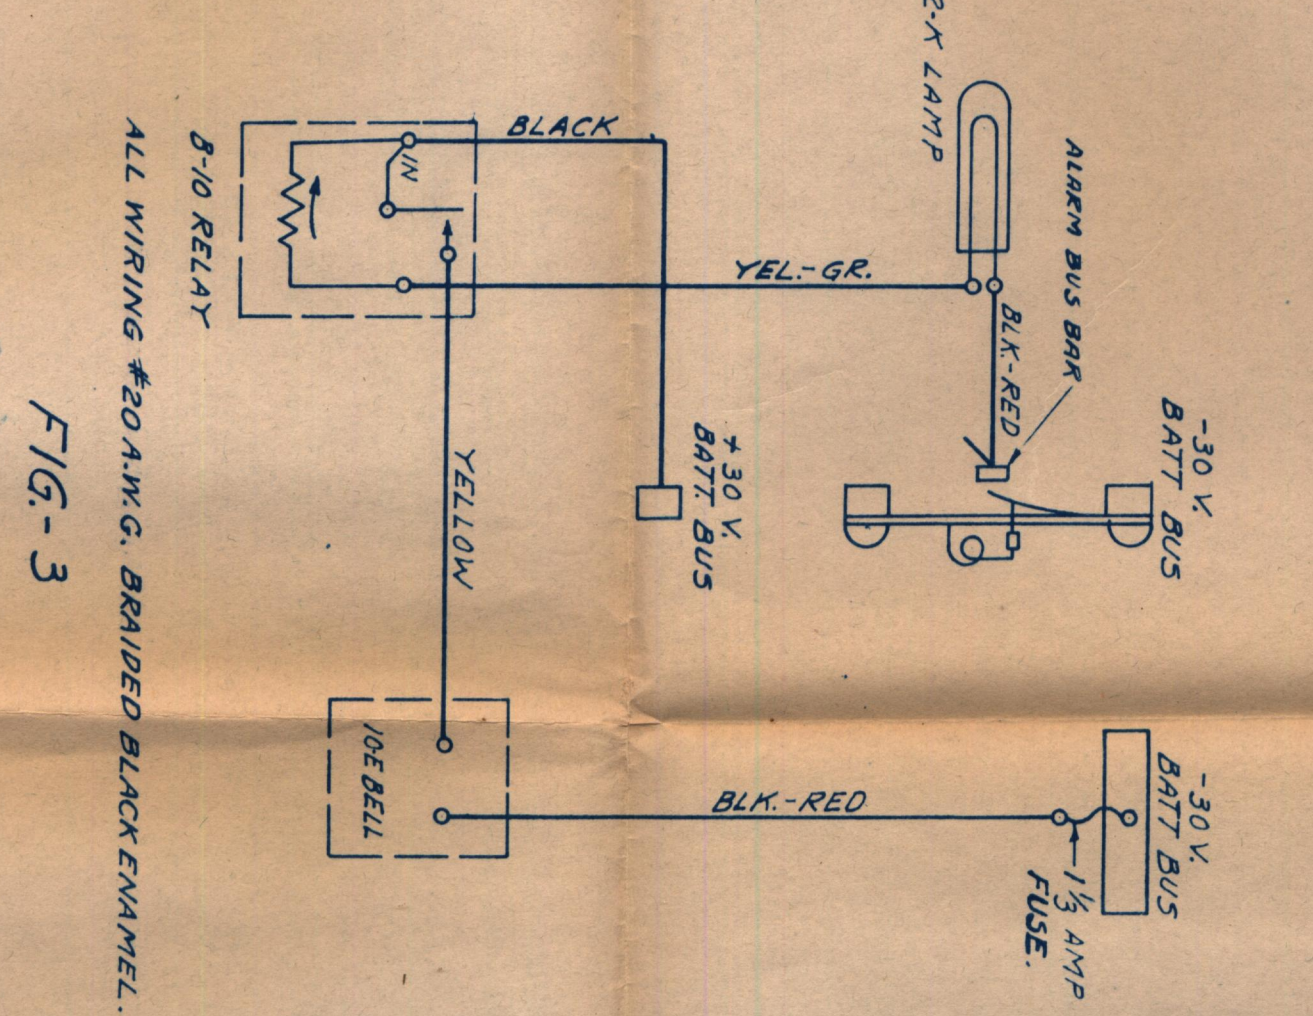 -30 V.
BATT BUS
-30 V.
BATT BUS
ALARM BUS BAR
2-K LAMP
BLK-RED
1⅓ AMP
FUSE.
YEL.-GR.
+30 V.
BATT. BUS
BLK.-RED
BLACK
IN
YELLOW
10-E BELL
B-10 RELAY
ALL WIRING #20 A.W.G. BRAIDED BLACK ENAMEL.
FIG.-3